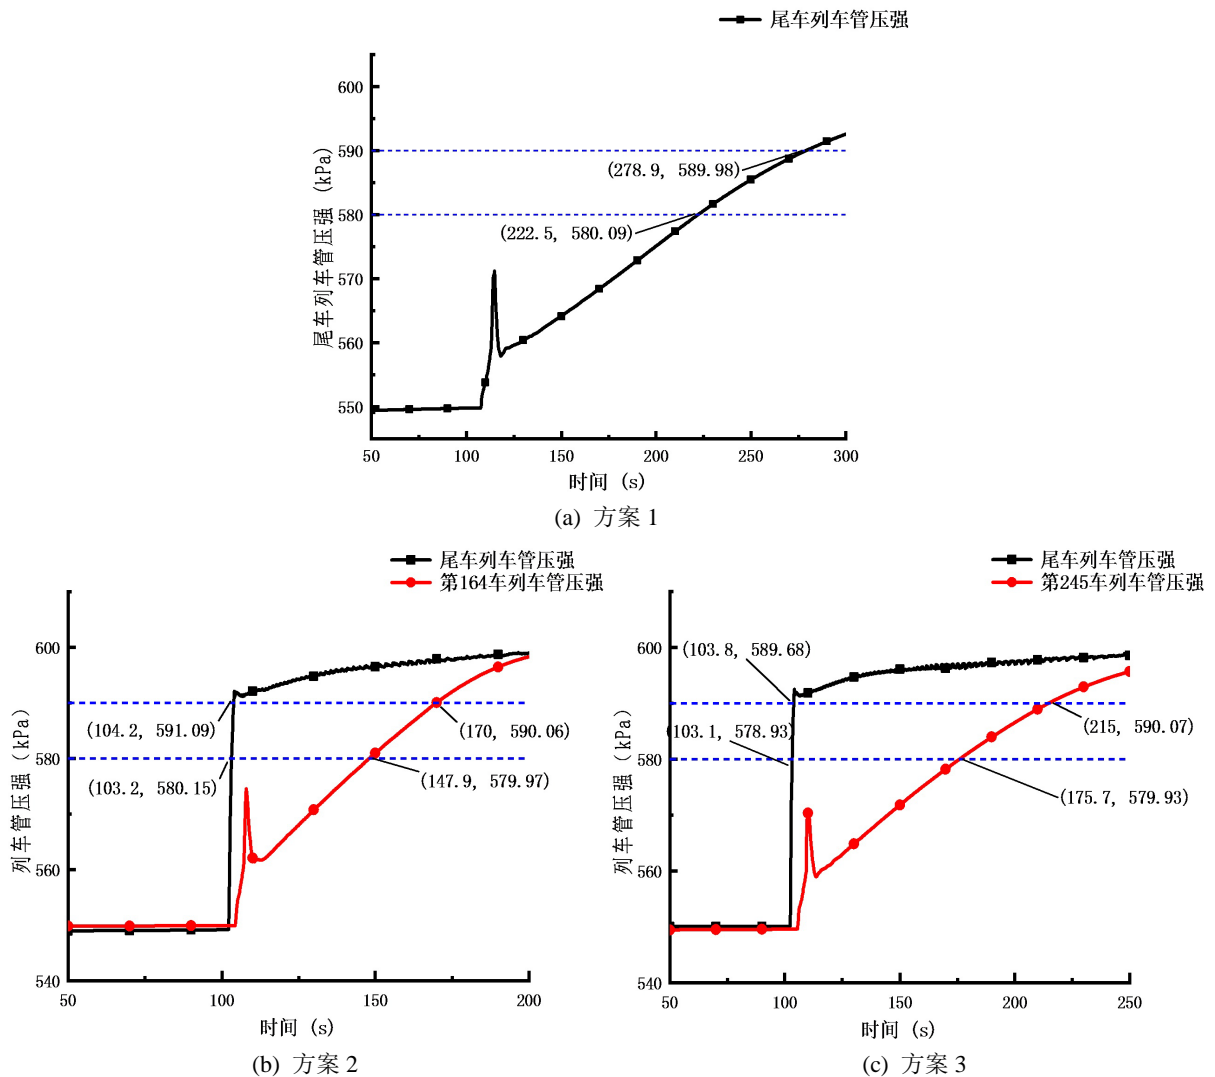 尾车列车管压强
600
590
580
570
560
550
尾车列车管压强 (kPa)
(278.9, 589.98)
(222.5, 580.09)
50 100 150 200 250 300
时间 (s)
(a) 方案 1
尾车列车管压强
第164车列车管压强
600
580
560
540
列车管压强 (kPa)
(104.2, 591.09)
(170, 590.06)
(103.2, 580.15)
(147.9, 579.97)
50 100 150 200
时间 (s)
(b) 方案 2
尾车列车管压强
第245车列车管压强
600
580
560
540
列车管压强 (kPa)
(103.8, 589.68)
(215, 590.07)
(103.1, 578.93)
(175.7, 579.93)
50 100 150 200 250
时间 (s)
(c) 方案 3